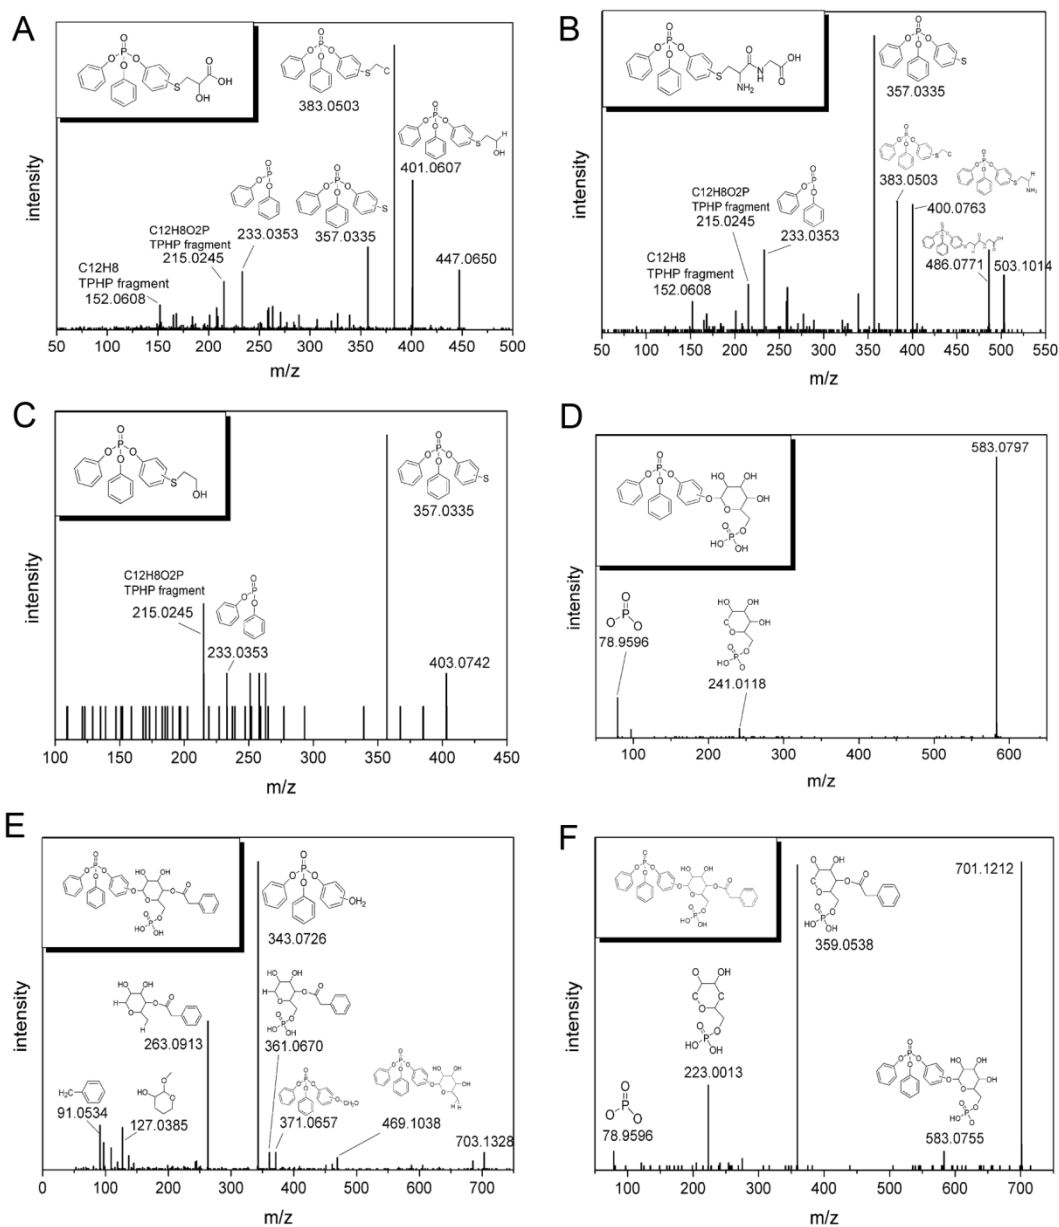 A
383.0503
401.0607
C12H8O2P
TPHP fragment
215.0245
233.0353
357.0335
C12H8
TPHP fragment
152.0608
447.0650
intensity
50 100 150 200 250 300 350 400 450 500
m/z
B
357.0335
383.0503
400.0763
C12H8O2P
TPHP fragment
215.0245
233.0353
C12H8
TPHP fragment
152.0608
486.0771
503.1014
intensity
50 100 150 200 250 300 350 400 450 500 550
m/z
C
357.0335
C12H8O2P
TPHP fragment
215.0245
233.0353
403.0742
intensity
100 150 200 250 300 350 400 450
m/z
D
583.0797
78.9596
241.0118
intensity
100 200 300 400 500 600
m/z
E
343.0726
263.0913
361.0670
91.0534
127.0385
371.0657
469.1038
703.1328
intensity
0 100 200 300 400 500 600 700
m/z
F
701.1212
359.0538
223.0013
78.9596
583.0755
intensity
100 200 300 400 500 600 700
m/z